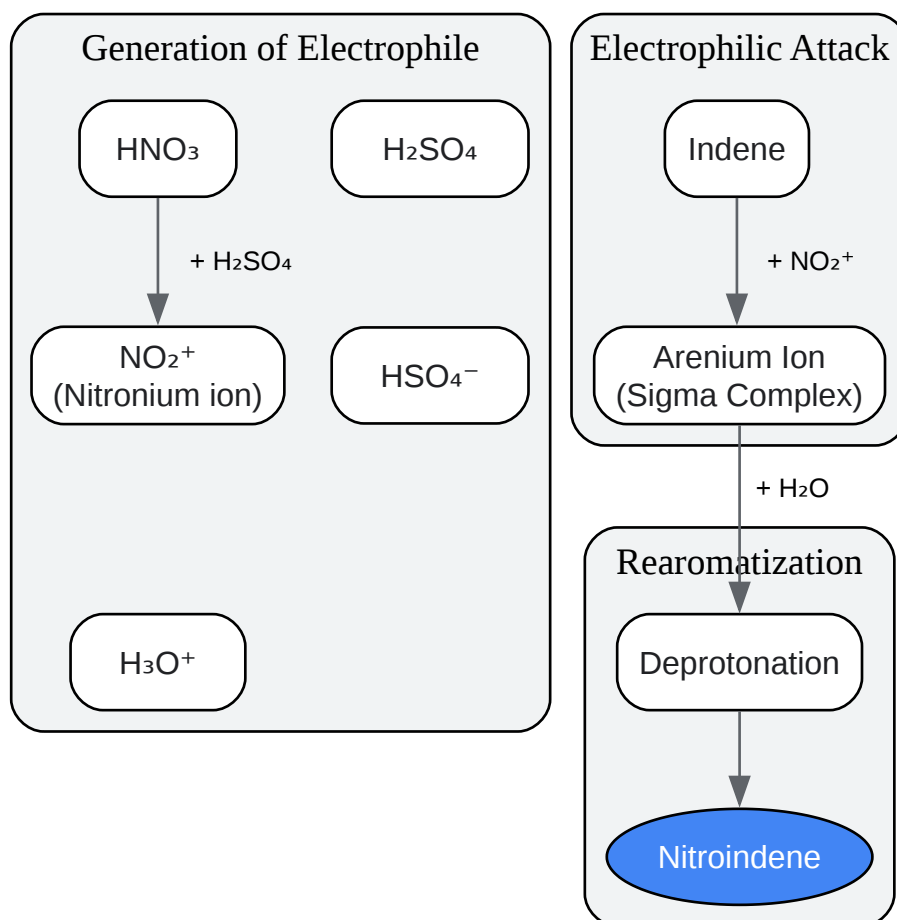 Generation of Electrophile
HNO₃
H₂SO₄
+ H₂SO₄
NO₂⁺
(Nitronium ion)
HSO₄⁻
H₃O⁺
Electrophilic Attack
Indene
+ NO₂⁺
Arenium Ion
(Sigma Complex)
+ H₂O
Rearomatization
Deprotonation
Nitroindene